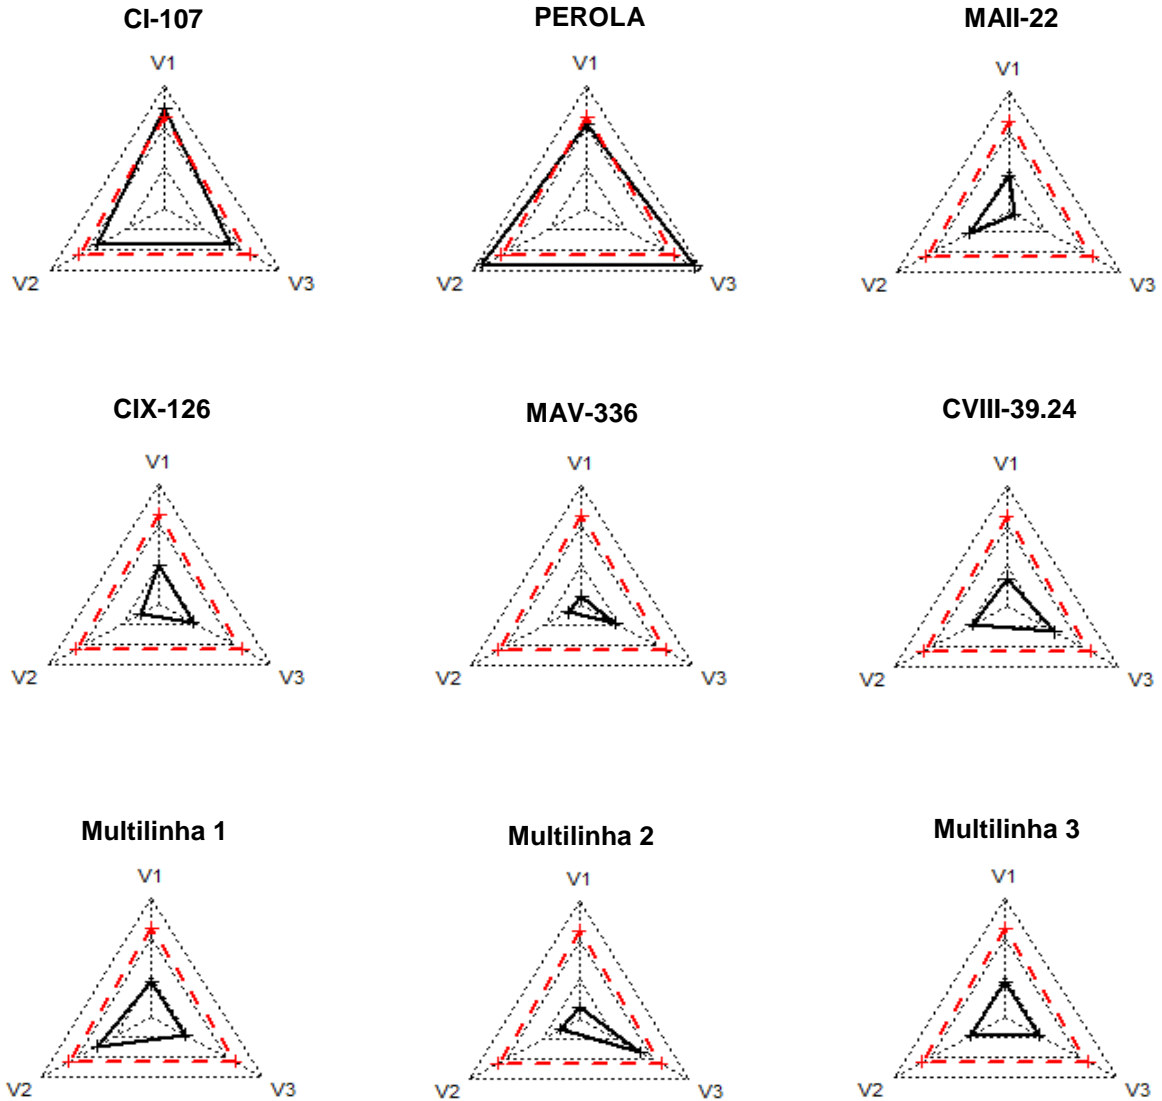 CI-107
PEROLA
MAII-22
V1
V1
V1
V2
V3
V2
V3
V2
V3
CIX-126
MAV-336
CVIII-39.24
V1
V1
V1
V2
V3
V2
V3
V2
V3
Multilinha 1
Multilinha 2
Multilinha 3
V1
V1
V1
V2
V3
V2
V3
V2
V3